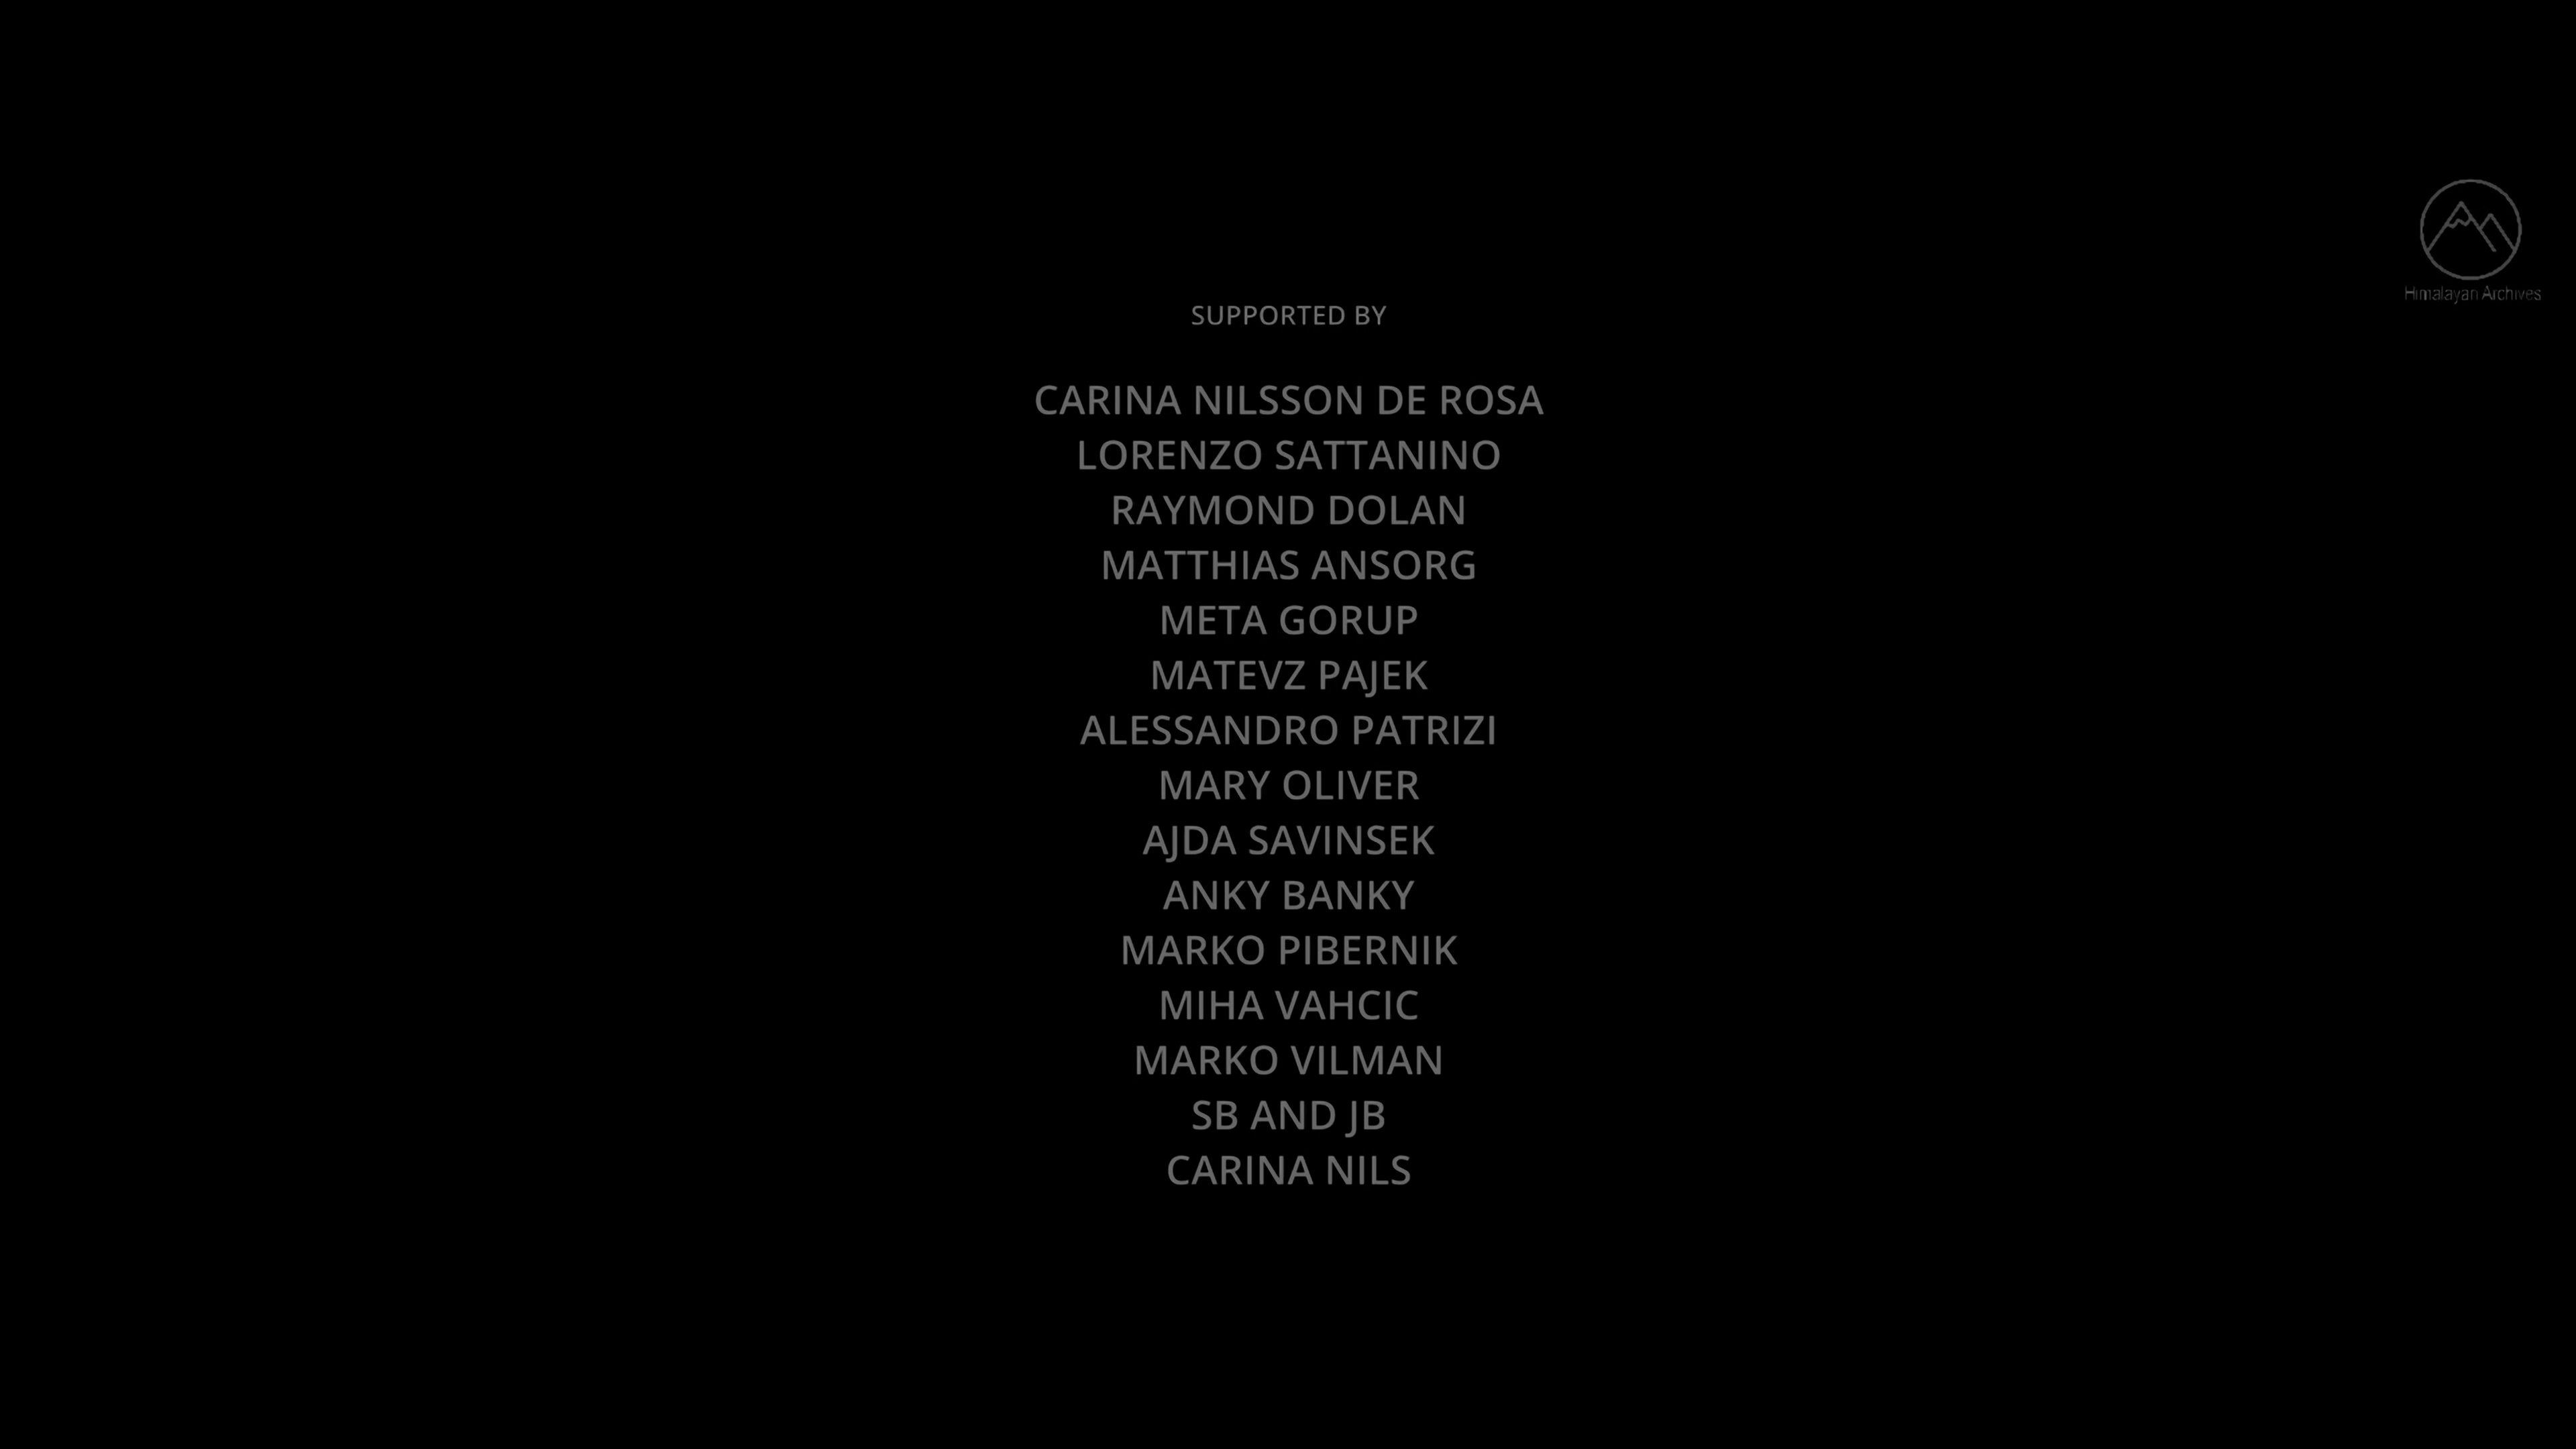 SUPPORTED BY
CARINA NILSSON DE ROSA
LORENZO SATTANINO
RAYMOND DOLAN
MATTHIAS ANSORG
META GORUP
MATEVZ PAJEK
ALESSANDRO PATRIZI
MARY OLIVER
AJDA SAVINSEK
ANKY BANKY
MARKO PIBERNIK
MIHA VAHCIC
MARKO VILMAN
SB AND JB
CARINA NILS
Himalayan Archives